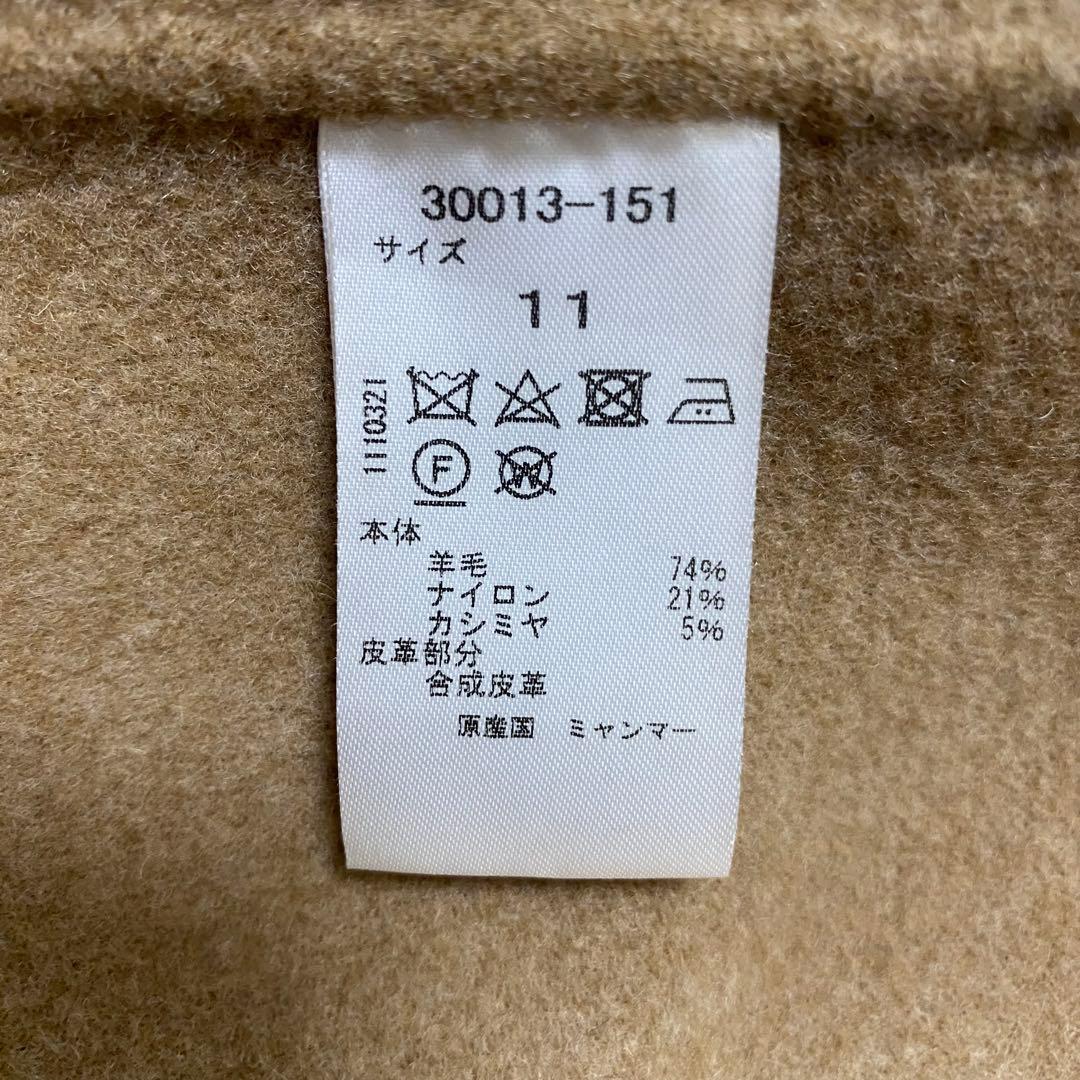 30013-151
サイズ
11
1110321
F
W
本体
羊毛 74%
ナイロン 21%
カシミヤ 5%
皮革部分
合成皮革
原産国 ミャンマー